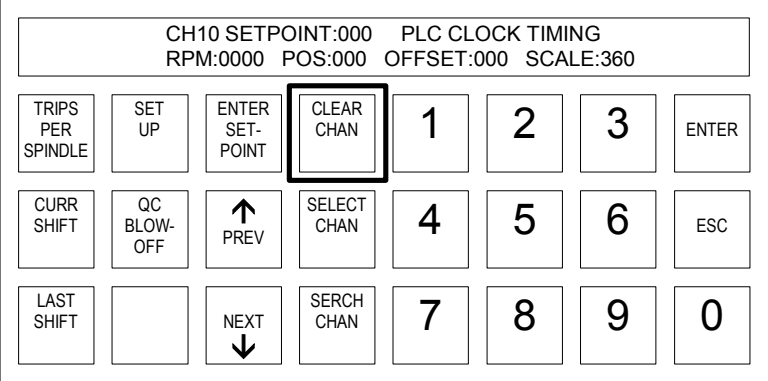 CH10 SETPOINT:000 PLC CLOCK TIMING
RPM:0000 POS:000 OFFSET:000 SCALE:360
TRIPS
PER
SPINDLE
SET
UP
ENTER
SET-
POINT
CLEAR
CHAN
1
2
3
ENTER
CURR
SHIFT
QC
BLOW-
OFF
↑
PREV
SELECT
CHAN
4
5
6
ESC
LAST
SHIFT
NEXT
↓
SERCH
CHAN
7
8
9
0